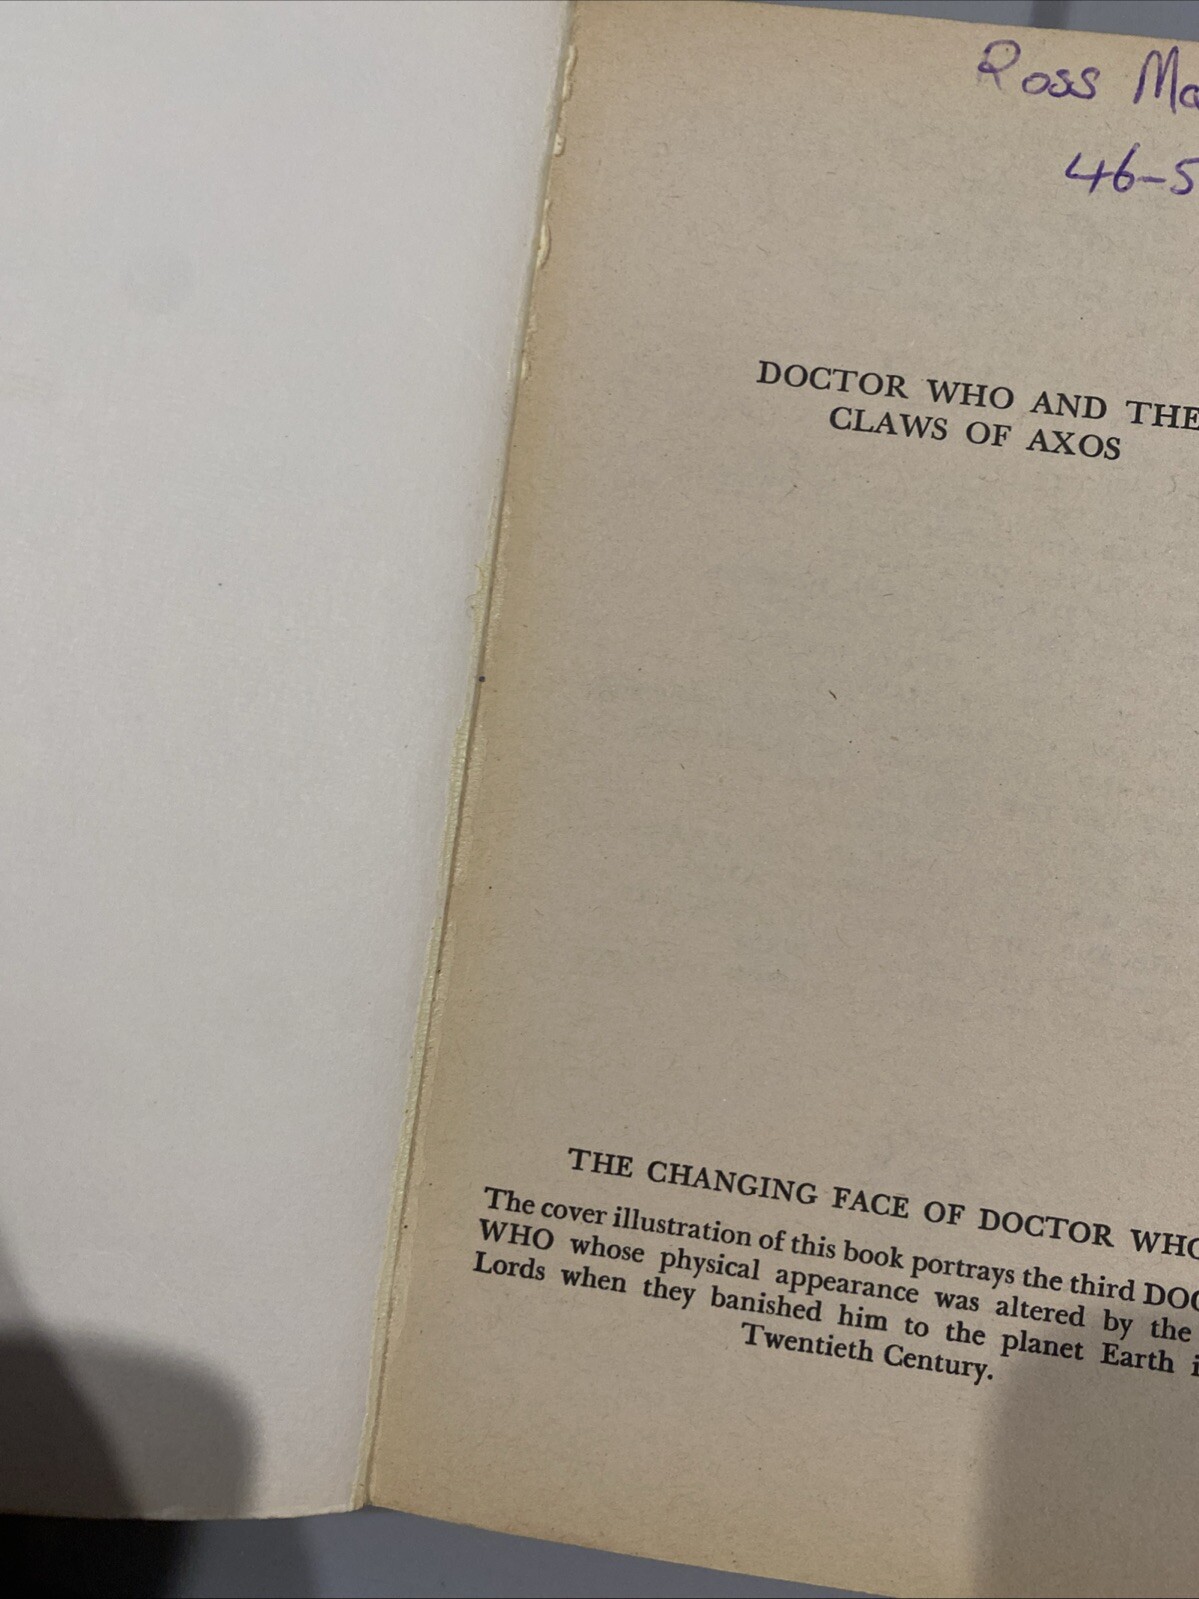 Ross Ma
46-5
DOCTOR WHO AND THE
CLAWS OF AXOS
THE CHANGING FACE OF DOCTOR WHO
The cover illustration of this book portrays the third DOC
WHO whose physical appearance was altered by the
Lords when they banished him to the planet Earth i
Twentieth Century.